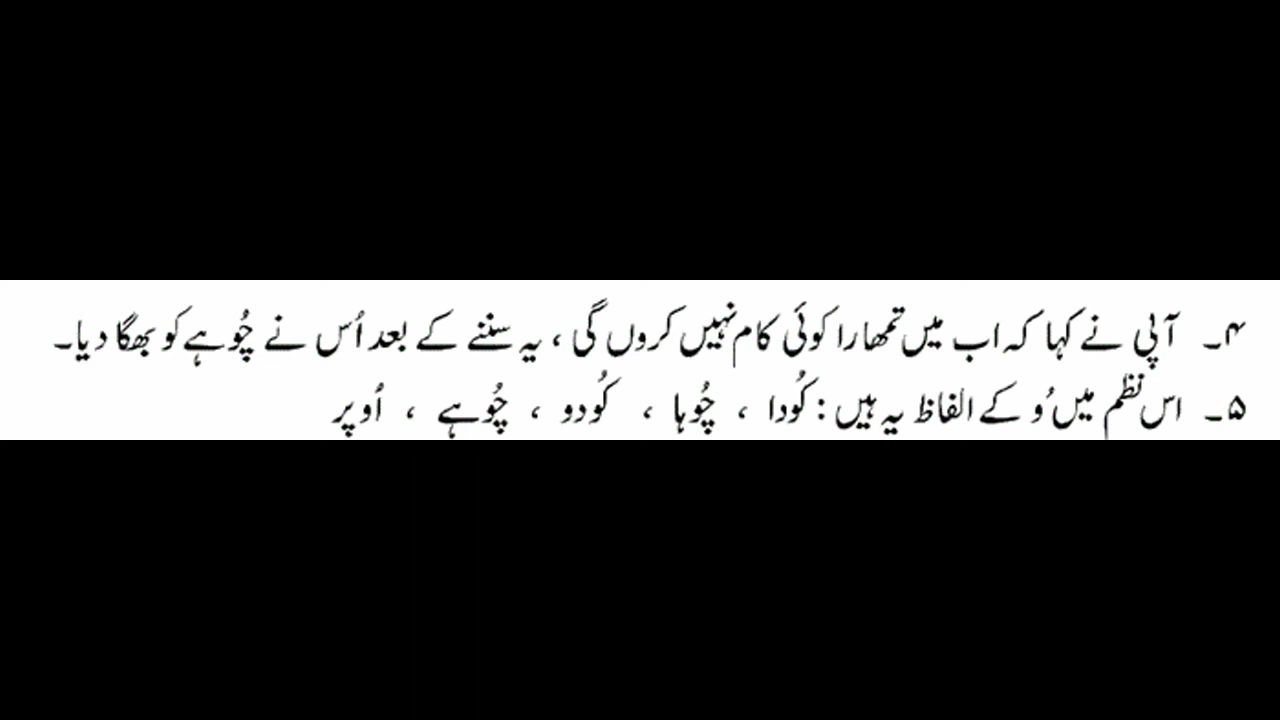 ۴۔ آپی نے کہا کہ اب میں تمھارا کوئی کام نہیں کروں گی ، یہ سننے کے بعد اُس نے چُوہے کو بھگا دیا۔
۵۔ اس نظم میں ُو کے الفاظ یہ ہیں : کُودا ، چُوہا ، کُودو ، چُوہے ، اُوپر